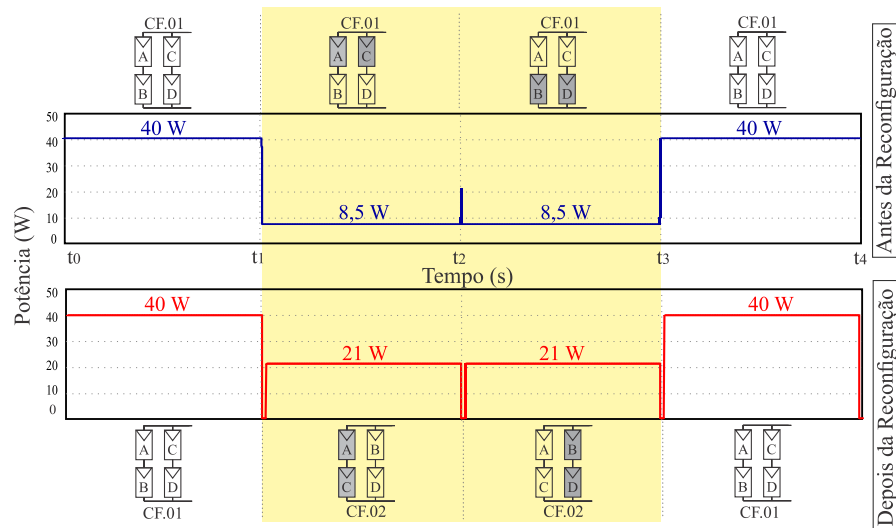 CF.01 CF.01 CF.01 CF.01
A C A C A C A C
B D B D B D B D
Antes da Reconfiguração
Potência (W)
50
40
30
20
10
0
40 W 8,5 W 8,5 W 40 W
t0 t1 t2 t3 t4
Tempo (s)
Depois da Reconfiguração
50
40
30
20
10
0
40 W 21 W 21 W 40 W
A C A B A B A C
B D C D C D B D
CF.01 CF.02 CF.02 CF.01